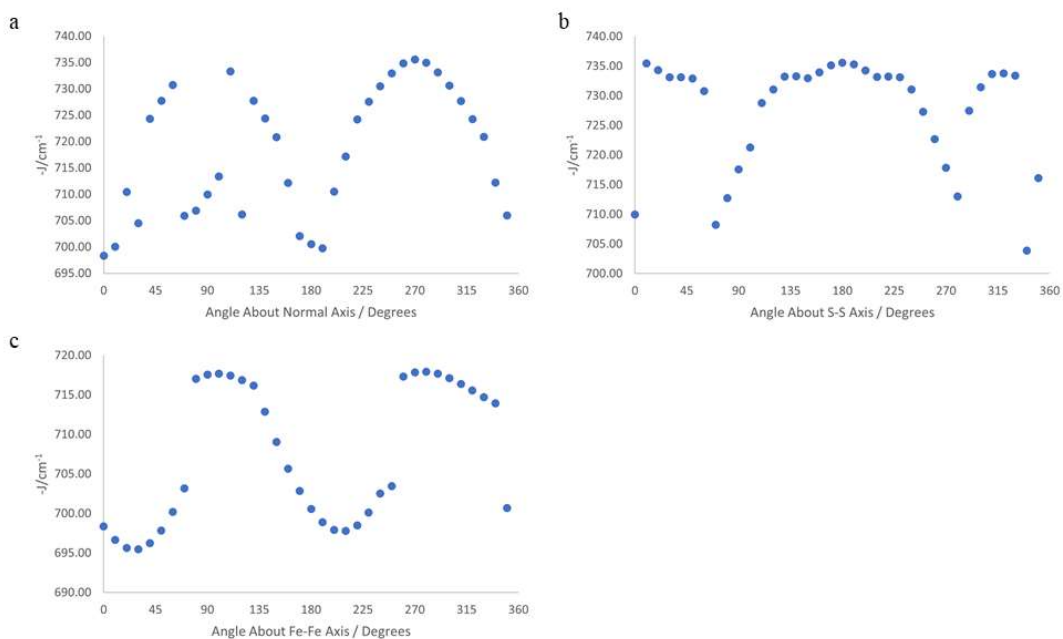 a
740.00
735.00
730.00
725.00
720.00
715.00
710.00
705.00
700.00
695.00
-J/cm-1
0 45 90 135 180 225 270 315 360
Angle About Normal Axis / Degrees
b
740.00
735.00
730.00
725.00
720.00
715.00
710.00
705.00
700.00
-J/cm-1
0 45 90 135 180 225 270 315 360
Angle About S-S Axis / Degrees
c
720.00
715.00
710.00
705.00
700.00
695.00
690.00
-J/cm-1
0 45 90 135 180 225 270 315 360
Angle About Fe-Fe Axis / Degrees